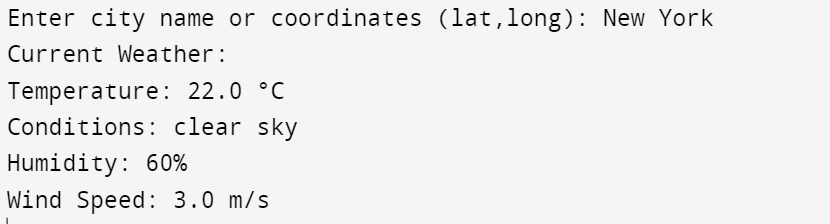 Enter city name or coordinates (lat,long): New York
Current Weather:
Temperature: 22.0 °C
Conditions: clear sky
Humidity: 60%
Wind Speed: 3.0 m/s